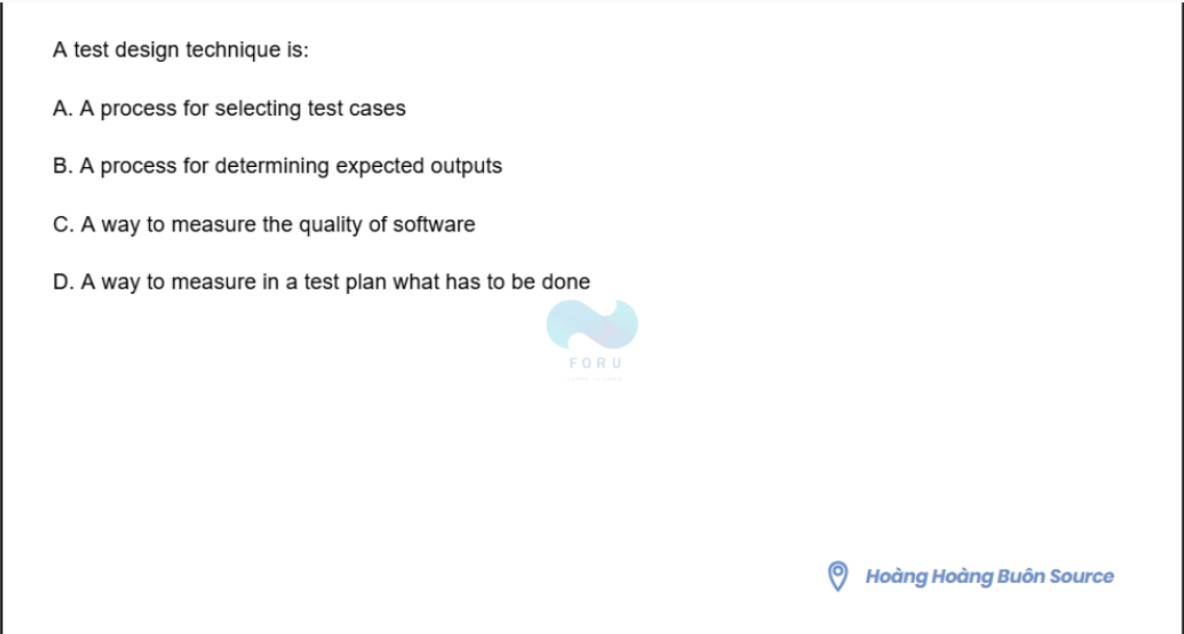 A test design technique is:
A. A process for selecting test cases
B. A process for determining expected outputs
C. A way to measure the quality of software
D. A way to measure in a test plan what has to be done
FORU
Hoàng Hoàng Buôn Source